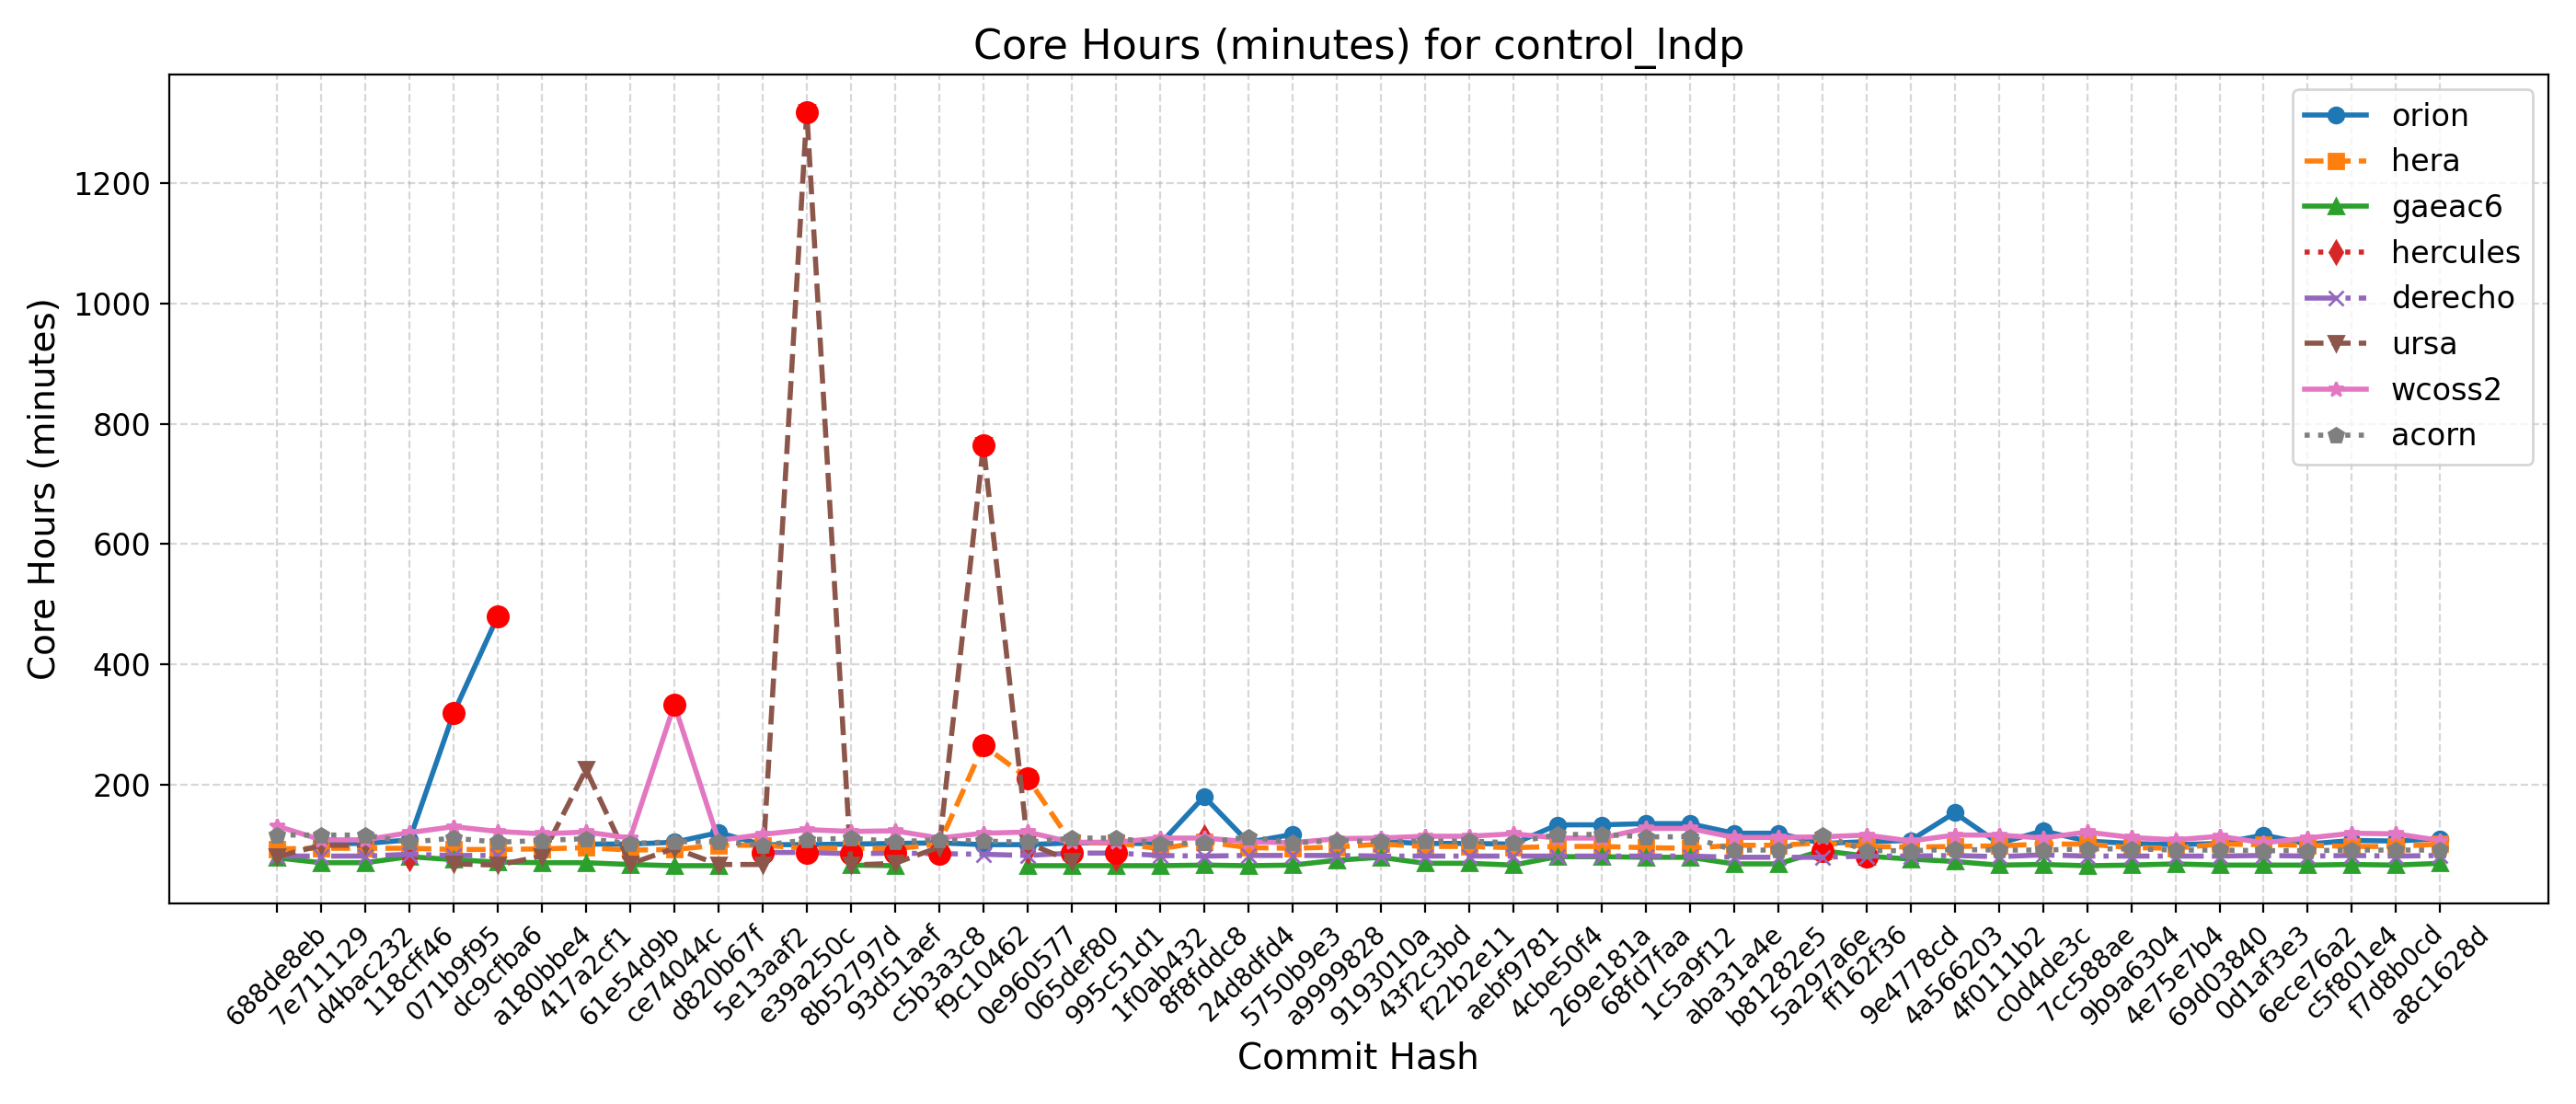 Core Hours (minutes) for control_lndp
Core Hours (minutes)
1200
1000
800
600
400
200
orion
hera
gaeac6
hercules
derecho
ursa
wcoss2
acorn
688de8eb
7e711129
d4bac232
118cff46
071b9f95
dc9cfba6
a180bbe4
417a2cf1
61e54d9b
ce74044c
d820b67f
5e13aaf2
e39a250c
8b52797d
93d51aef
c5b3a3c8
f9c10462
0e960577
065def80
995c51d1
1f0ab432
8f8fddc8
24d8dfd4
5750b9e3
a9999828
9193010a
43f2c3bd
f22b2e11
aebf9781
4cbe50f4
269e181a
68fd7faa
1c5a9f12
aba31a4e
b81282e5
5a297a6e
ff162f36
9e4778cd
4a566203
4f0111b2
c0d4de3c
7cc588ae
9b9a6304
4e75e7b4
69d03840
0d1af3e3
6ece76a2
c5f801e4
f7d8b0cd
a8c1628d
Commit Hash